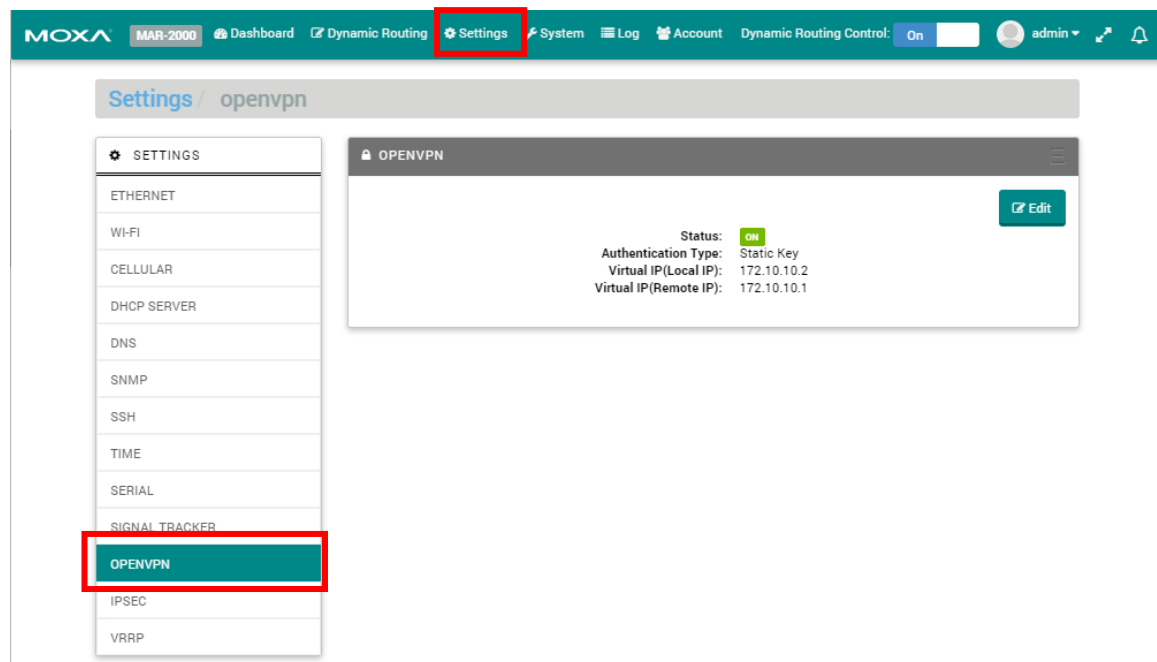 MOXA MAR-2000 Dashboard Dynamic Routing Settings System Log Account Dynamic Routing Control: On admin
Settings / openvpn
SETTINGS
ETHERNET
WI-FI
CELLULAR
DHCP SERVER
DNS
SNMP
SSH
TIME
SERIAL
SIGNAL TRACKER
OPENVPN
IPSEC
VRRP
OPENVPN
Edit
Status: ON
Authentication Type: Static Key
Virtual IP(Local IP): 172.10.10.2
Virtual IP(Remote IP): 172.10.10.1